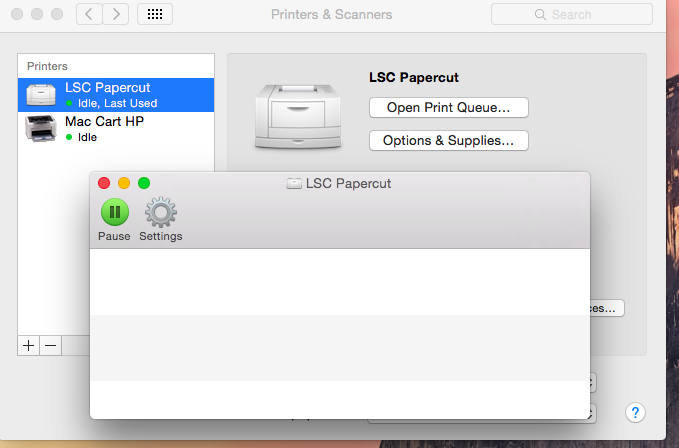 Printers & Scanners
Search
Printers
LSC Papercut
Idle, Last Used
Mac Cart HP
Idle
LSC Papercut
Open Print Queue...
Options & Supplies...
LSC Papercut
Pause
Settings
+ −
?